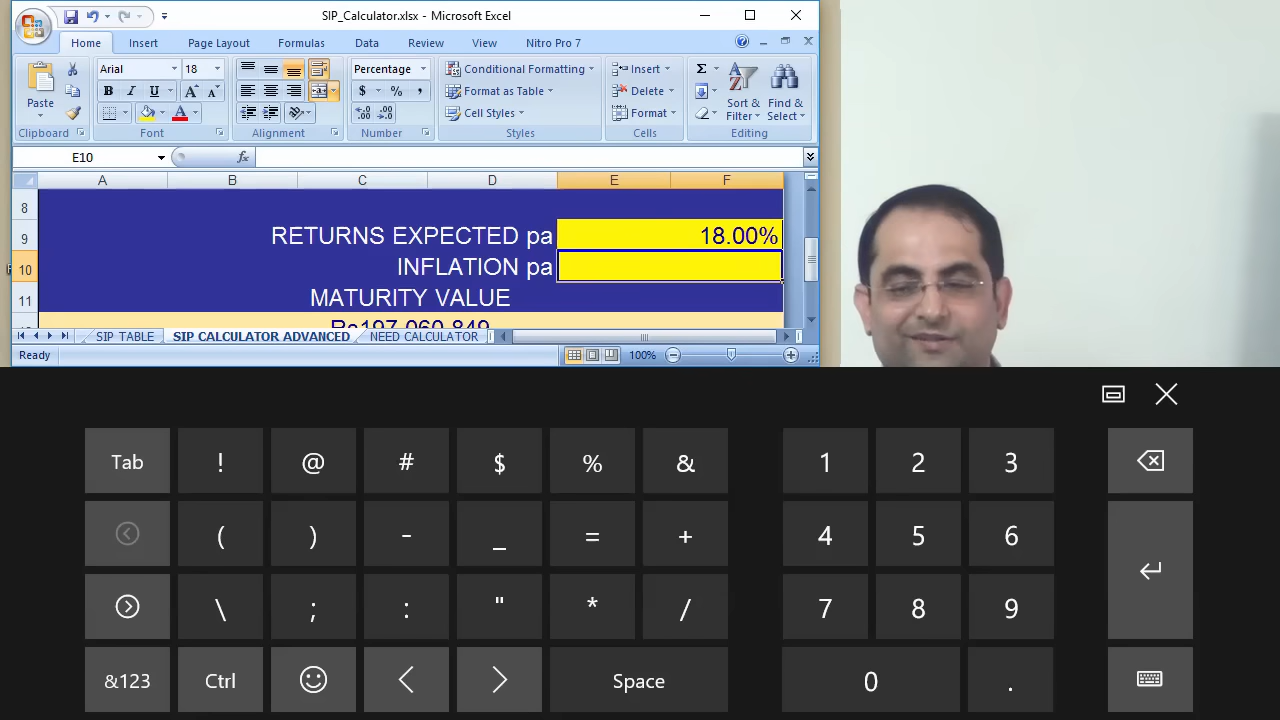 SIP_Calculator.xlsx - Microsoft Excel
Home Insert Page Layout Formulas Data Review View Nitro Pro 7
Paste
Clipboard
Arial 18
B I U A A
A
Font
Alignment
Percentage
$ % ,
Number
Conditional Formatting
Format as Table
Cell Styles
Styles
Insert
Delete
Format
Cells
Σ
Sort & Filter
Find & Select
Editing
E10 fx
A B C D E F
8
9 RETURNS EXPECTED pa 18.00%
10 INFLATION pa
11 MATURITY VALUE
Rs197,060,849
SIP TABLE SIP CALCULATOR ADVANCED NEED CALCULATOR
Ready 100%
Tab ! @ # $ % & 1 2 3
( ) - _ = + 4 5 6
\ ; : " * / 7 8 9
&123 Ctrl Space 0 .